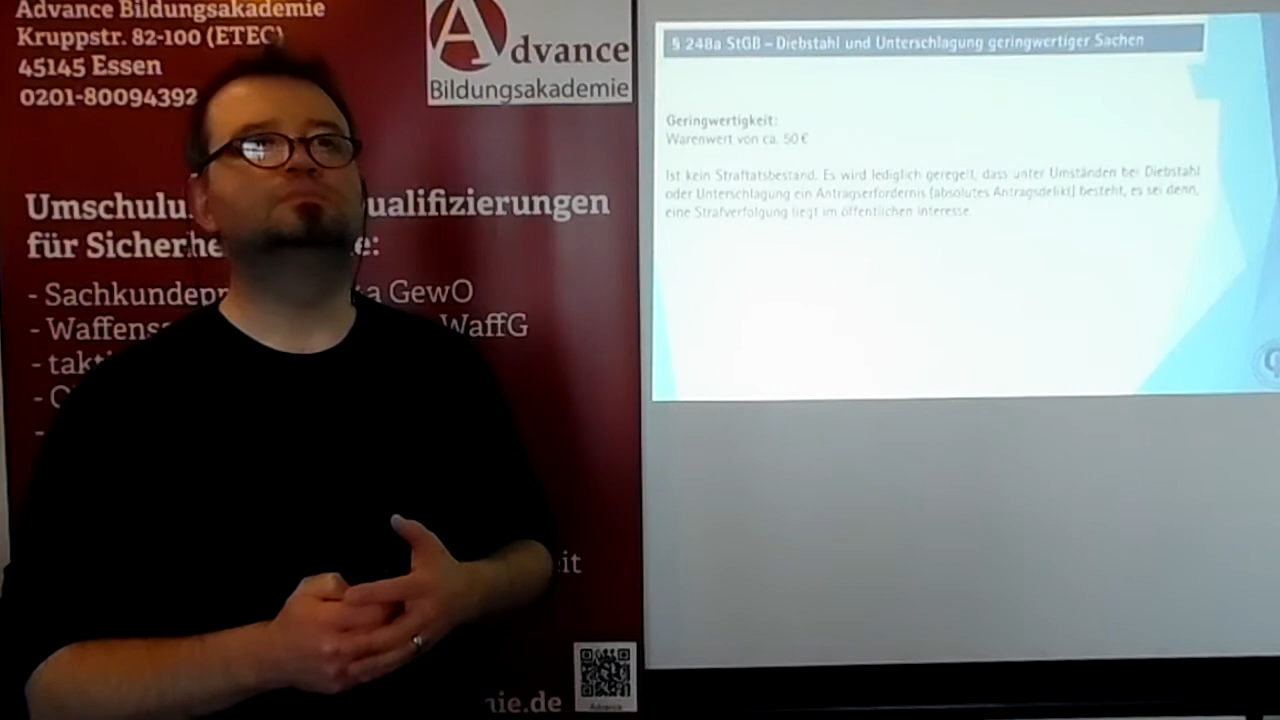 Advance Bildungsakademie
Kruppstr. 82-100 (ETEC)
45145 Essen
0201-80094392
Advance
Bildungsakademie
Umschulu ualifizierungen
für Sicherhe e:
- Sachkundep a GewO
- Waffens WaffG
- takt
-
it
ie.de
Advance
§ 248a StGB – Diebstahl und Unterschlagung geringwertiger Sachen
Geringwertigkeit:
Warenwert von ca. 50 €
Ist kein Straftatsbestand. Es wird lediglich geregelt, dass unter Umständen bei Diebstahl
oder Unterschlagung ein Antragserfordernis (absolutes Antragsdelikt) besteht, es sei denn,
eine Strafverfolgung liegt im öffentlichen Interesse.